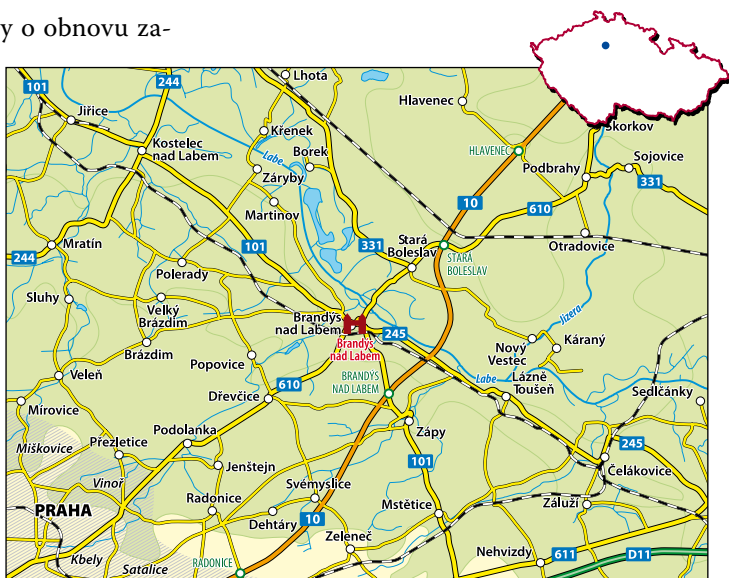 y o obnovu za-
Lhota
101
244
Hlavenec
Jiřice
Skorkov
Křenek
Kostelec
nad Labem
Labe
Borek
HLAVENEC
Sojovice
Podbrahy
Záryby
331
10
610
Martinov
Mratín
101
331
Stará
Boleslav
Otradovice
244
STARÁ
BOLESLAV
Polerady
Sluhy
Velký
Brázdim
Brandýs
nad Labem
Jizera
245
Brandýs
nad Labem
Brázdim
Nový
Vestec
Káraný
Popovice
Veleň
BRANDÝS
NAD LABEM
Labe
Lázně
Toušeň
610
Dřevčice
Sedlčánky
Mírovice
Podolanka
Zápy
Miškovice
Přezletice
245
Jenštejn
101
Čelákovice
Vinoř
Svémyslice
Radonice
Mstětice
Záluží
PRAHA
Dehtáry
10
Zeleneč
Nehvizdy
611
D11
Kbely
Satalice
RADONICE